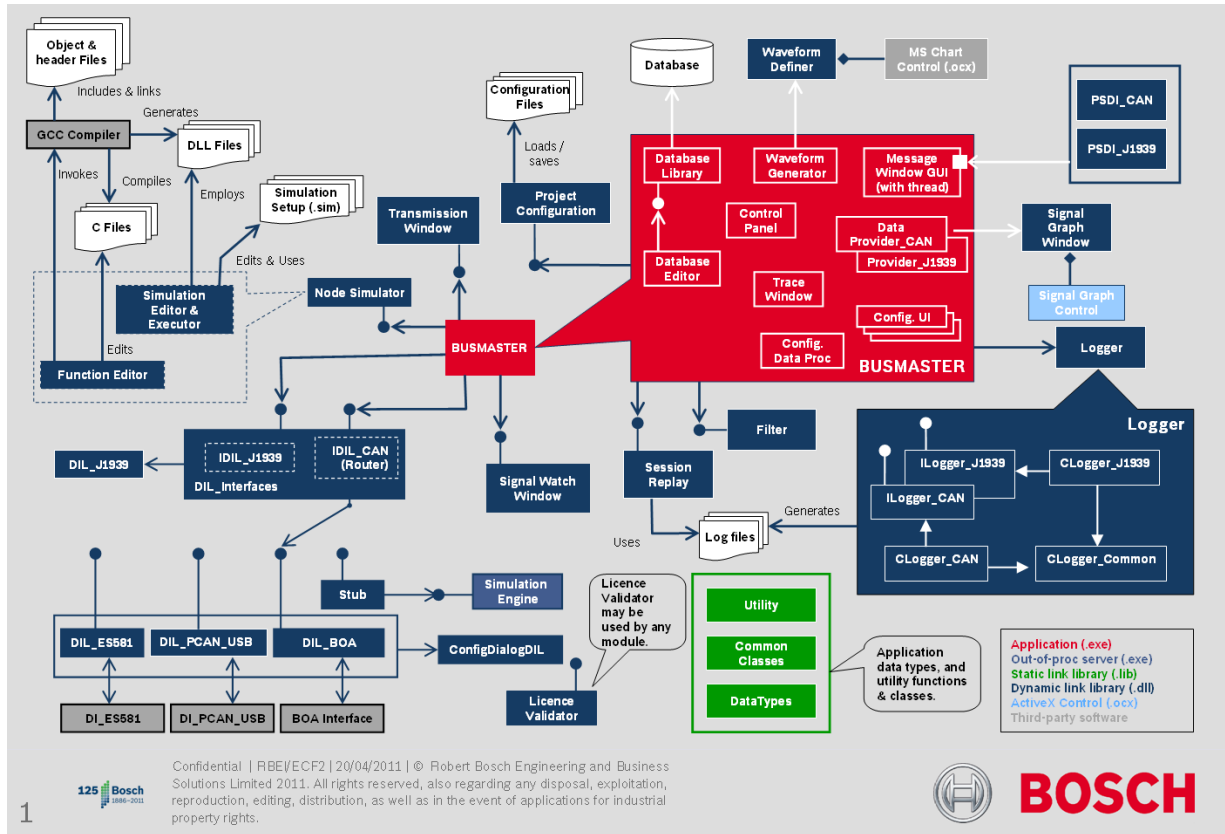 Object &
header Files
Includes & links
GCC Compiler
Generates
DLL Files
Invokes
Compiles
Employs
C Files
Simulation
Setup (.sim)
Edits & Uses
Simulation
Editor &
Executor
Edits
Function Editor
Transmission
Window
Node Simulator
Configuration
Files
Loads /
saves
Project
Configuration
BUSMASTER
Database
Waveform
Definer
MS Chart
Control (.ocx)
PSDI_CAN
PSDI_J1939
Database
Library
Waveform
Generator
Message
Window GUI
(with thread)
Control
Panel
Data
Provider_CAN
Provider_J1939
Database
Editor
Trace
Window
Config. UI
Config.
Data Proc
BUSMASTER
Signal
Graph
Window
Signal Graph
Control
Logger
DIL_J1939
IDIL_J1939
IDIL_CAN
(Router)
DIL_Interfaces
Signal Watch
Window
Filter
Session
Replay
Uses
Log files
Generates
Logger
ILogger_J1939
CLogger_J1939
ILogger_CAN
CLogger_CAN
CLogger_Common
Stub
Simulation
Engine
DIL_ES581
DIL_PCAN_USB
DIL_BOA
ConfigDialogDIL
DI_ES581
DI_PCAN_USB
BOA Interface
Licence
Validator
may be
used by any
module.
Licence
Validator
Utility
Common
Classes
DataTypes
Application
data types, and
utility functions
& classes.
Application (.exe)
Out-of-proc server (.exe)
Static link library (.lib)
Dynamic link library (.dll)
ActiveX Control (.ocx)
Third-party software
1
125 Bosch
1886–2011
Confidential | RBEI/ECF2 | 20/04/2011 | © Robert Bosch Engineering and Business
Solutions Limited 2011. All rights reserved, also regarding any disposal, exploitation,
reproduction, editing, distribution, as well as in the event of applications for industrial
property rights.
BOSCH